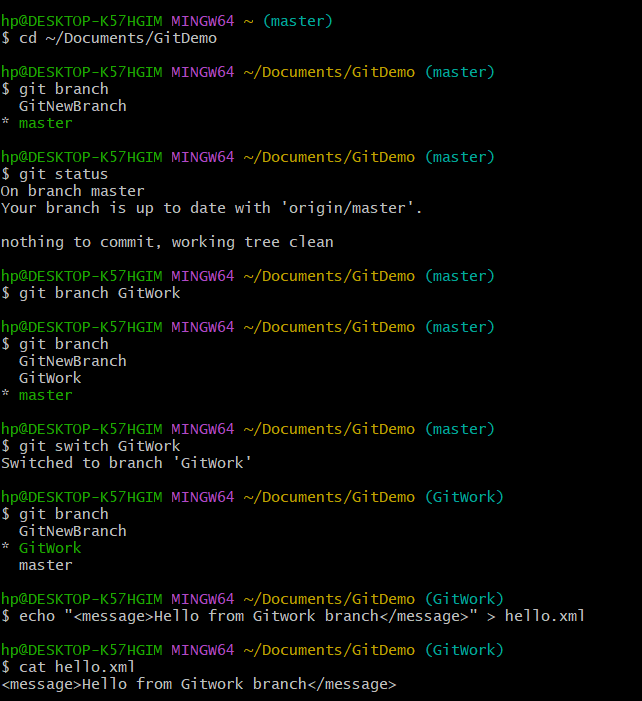 hp@DESKTOP-K57HGIM MINGW64 ~ (master)
$ cd ~/Documents/GitDemo
hp@DESKTOP-K57HGIM MINGW64 ~/Documents/GitDemo (master)
$ git branch
  GitNewBranch
* master
hp@DESKTOP-K57HGIM MINGW64 ~/Documents/GitDemo (master)
$ git status
On branch master
Your branch is up to date with 'origin/master'.
nothing to commit, working tree clean
hp@DESKTOP-K57HGIM MINGW64 ~/Documents/GitDemo (master)
$ git branch GitWork
hp@DESKTOP-K57HGIM MINGW64 ~/Documents/GitDemo (master)
$ git branch
  GitNewBranch
  GitWork
* master
hp@DESKTOP-K57HGIM MINGW64 ~/Documents/GitDemo (master)
$ git switch GitWork
Switched to branch 'GitWork'
hp@DESKTOP-K57HGIM MINGW64 ~/Documents/GitDemo (GitWork)
$ git branch
  GitNewBranch
* GitWork
  master
hp@DESKTOP-K57HGIM MINGW64 ~/Documents/GitDemo (GitWork)
$ echo "<message>Hello from Gitwork branch</message>" > hello.xml
hp@DESKTOP-K57HGIM MINGW64 ~/Documents/GitDemo (GitWork)
$ cat hello.xml
<message>Hello from Gitwork branch</message>